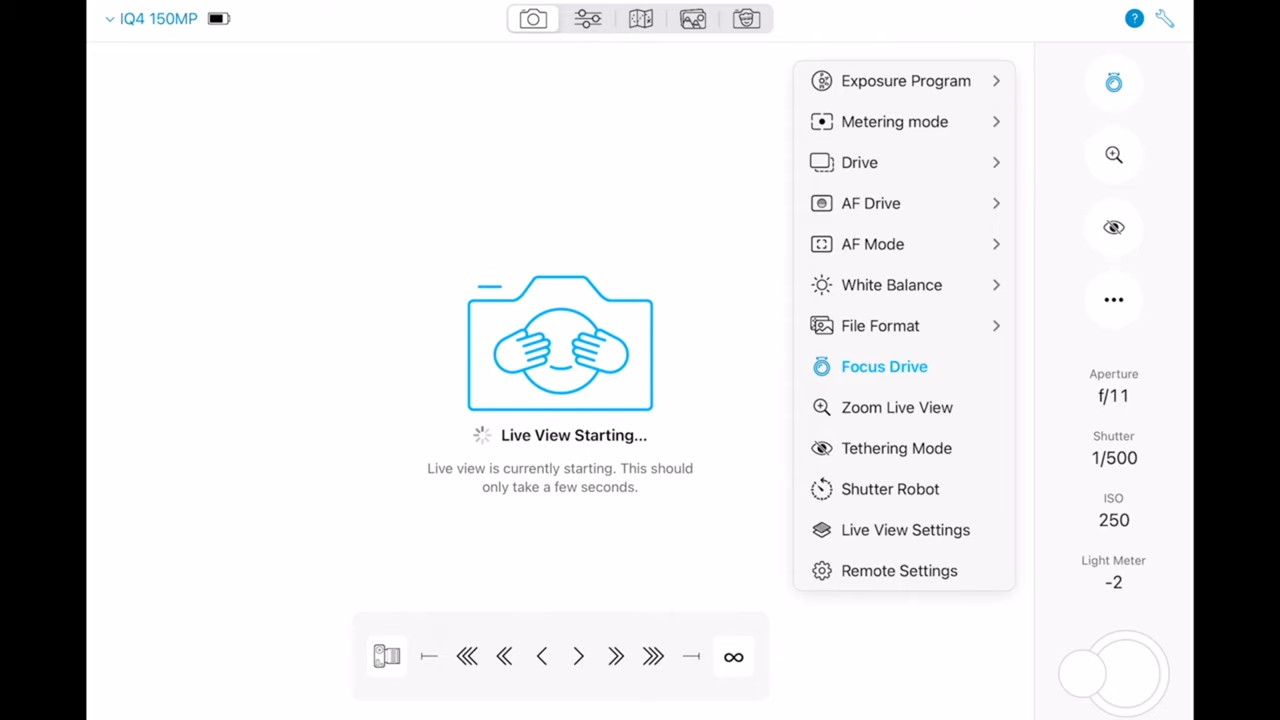 IQ4 150MP
?
Exposure Program
Metering mode
Drive
AF Drive
AF Mode
White Balance
File Format
Focus Drive
Zoom Live View
Tethering Mode
Shutter Robot
Live View Settings
Remote Settings
Live View Starting...
Live view is currently starting. This should
only take a few seconds.
Aperture
f/11
Shutter
1/500
ISO
250
Light Meter
-2
∞